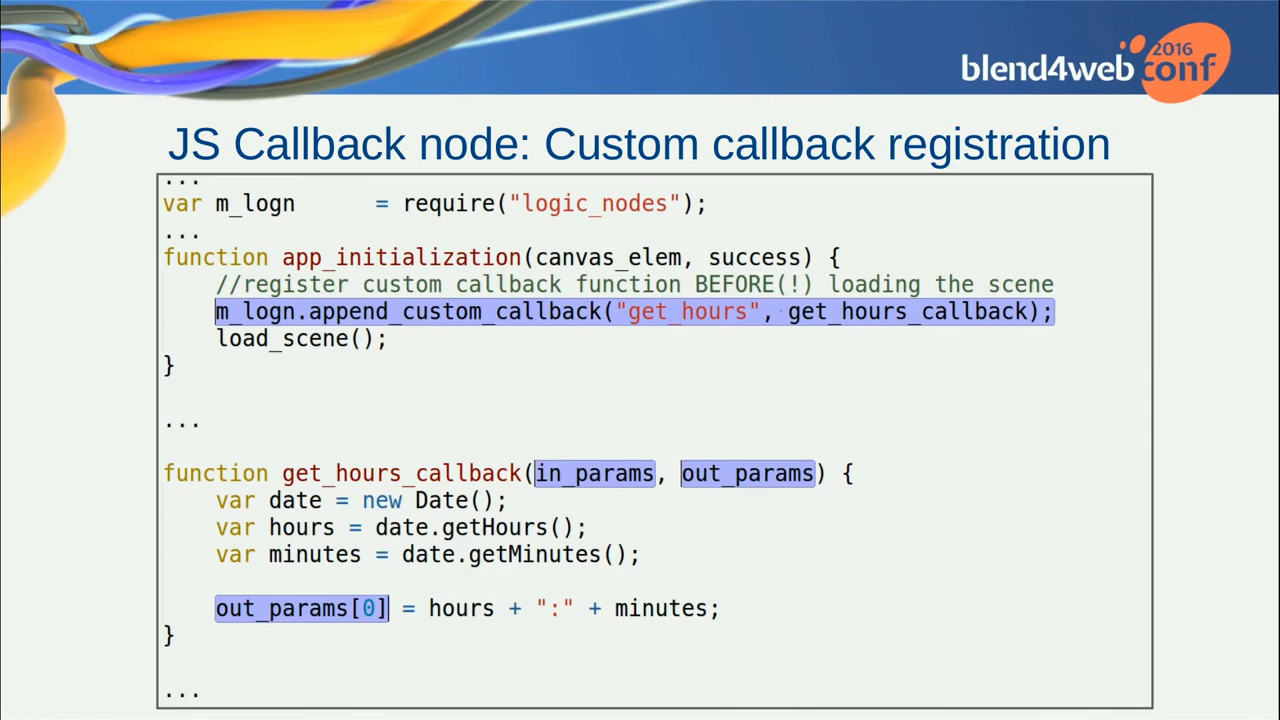 blend4web 2016 conf
JS Callback node: Custom callback registration
...
var m_logn      = require("logic_nodes");
...
function app_initialization(canvas_elem, success) {
    //register custom callback function BEFORE(!) loading the scene
    m_logn.append_custom_callback("get_hours", get_hours_callback);
    load_scene();
}
...
function get_hours_callback(in_params, out_params) {
    var date = new Date();
    var hours = date.getHours();
    var minutes = date.getMinutes();
    out_params[0] = hours + ":" + minutes;
}
...